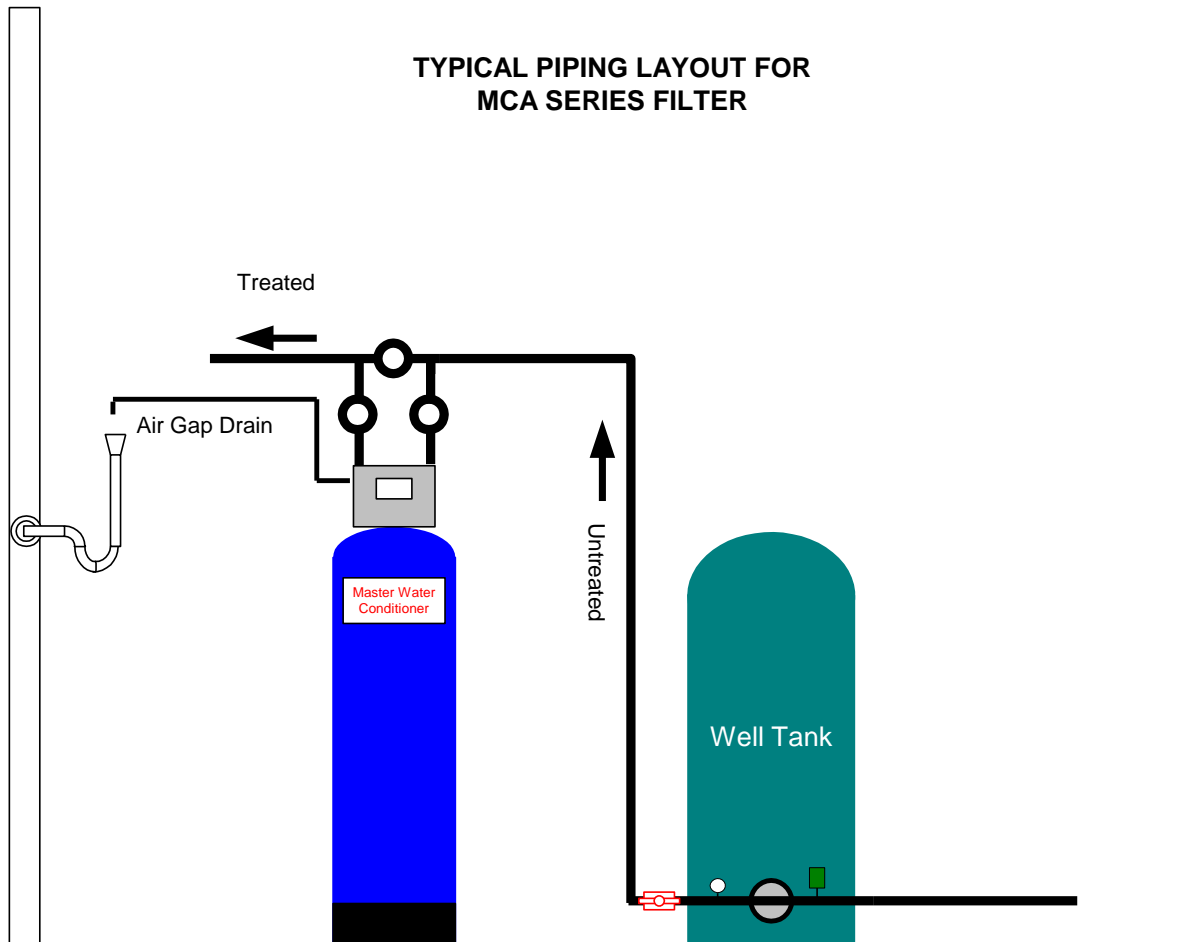 TYPICAL PIPING LAYOUT FOR
MCA SERIES FILTER
Treated
Air Gap Drain
Untreated
Master Water
Conditioner
Well Tank